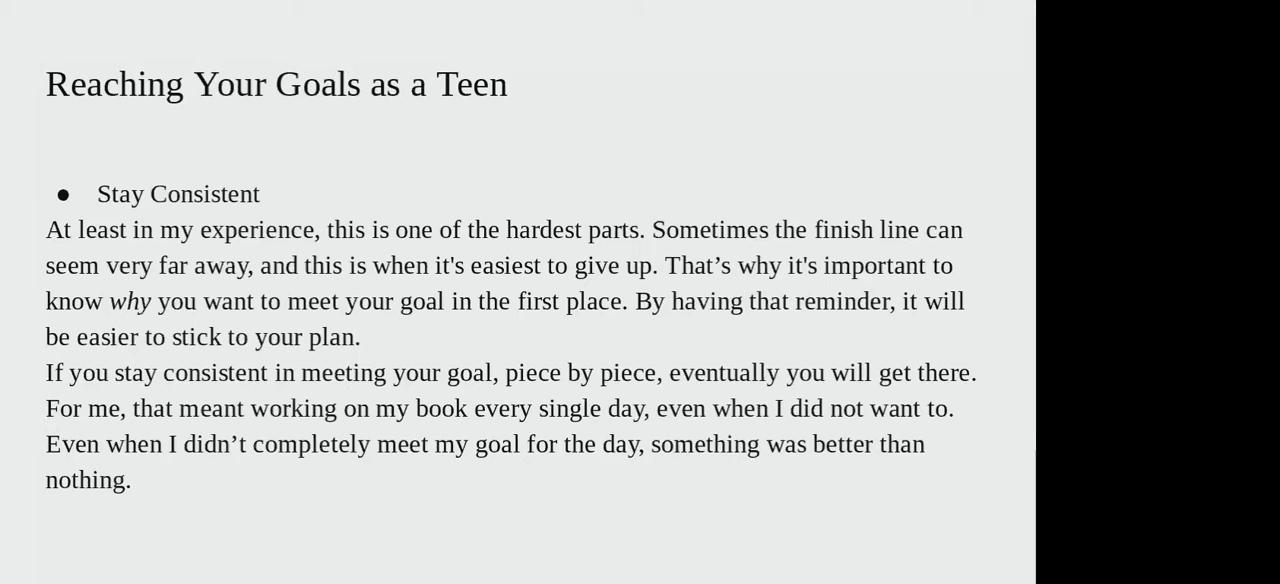 Reaching Your Goals as a Teen
● Stay Consistent
At least in my experience, this is one of the hardest parts. Sometimes the finish line can
seem very far away, and this is when it's easiest to give up. That’s why it's important to
know why you want to meet your goal in the first place. By having that reminder, it will
be easier to stick to your plan.
If you stay consistent in meeting your goal, piece by piece, eventually you will get there.
For me, that meant working on my book every single day, even when I did not want to.
Even when I didn’t completely meet my goal for the day, something was better than
nothing.